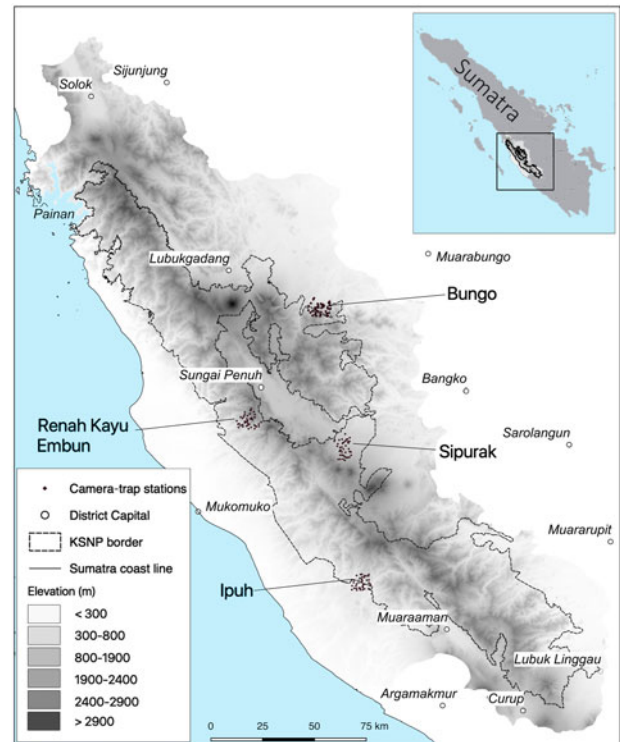 Sijunjung
Solok
Sumatra
Painan
Muarabungo
Lubukgadang
Bungo
Sungai Penuh
Bangko
Renah Kayu
Embun
Sipurak
Sarolangun
Camera-trap stations
District Capital
KSNP border
Sumatra coast line
Elevation (m)
< 300
300-800
800-1900
1900-2400
2400-2900
> 2900
Mukomuko
Muararupit
Ipuh
Muaraaman
Lubuk Linggau
Argamakmur
Curup
0 25 50 75 km